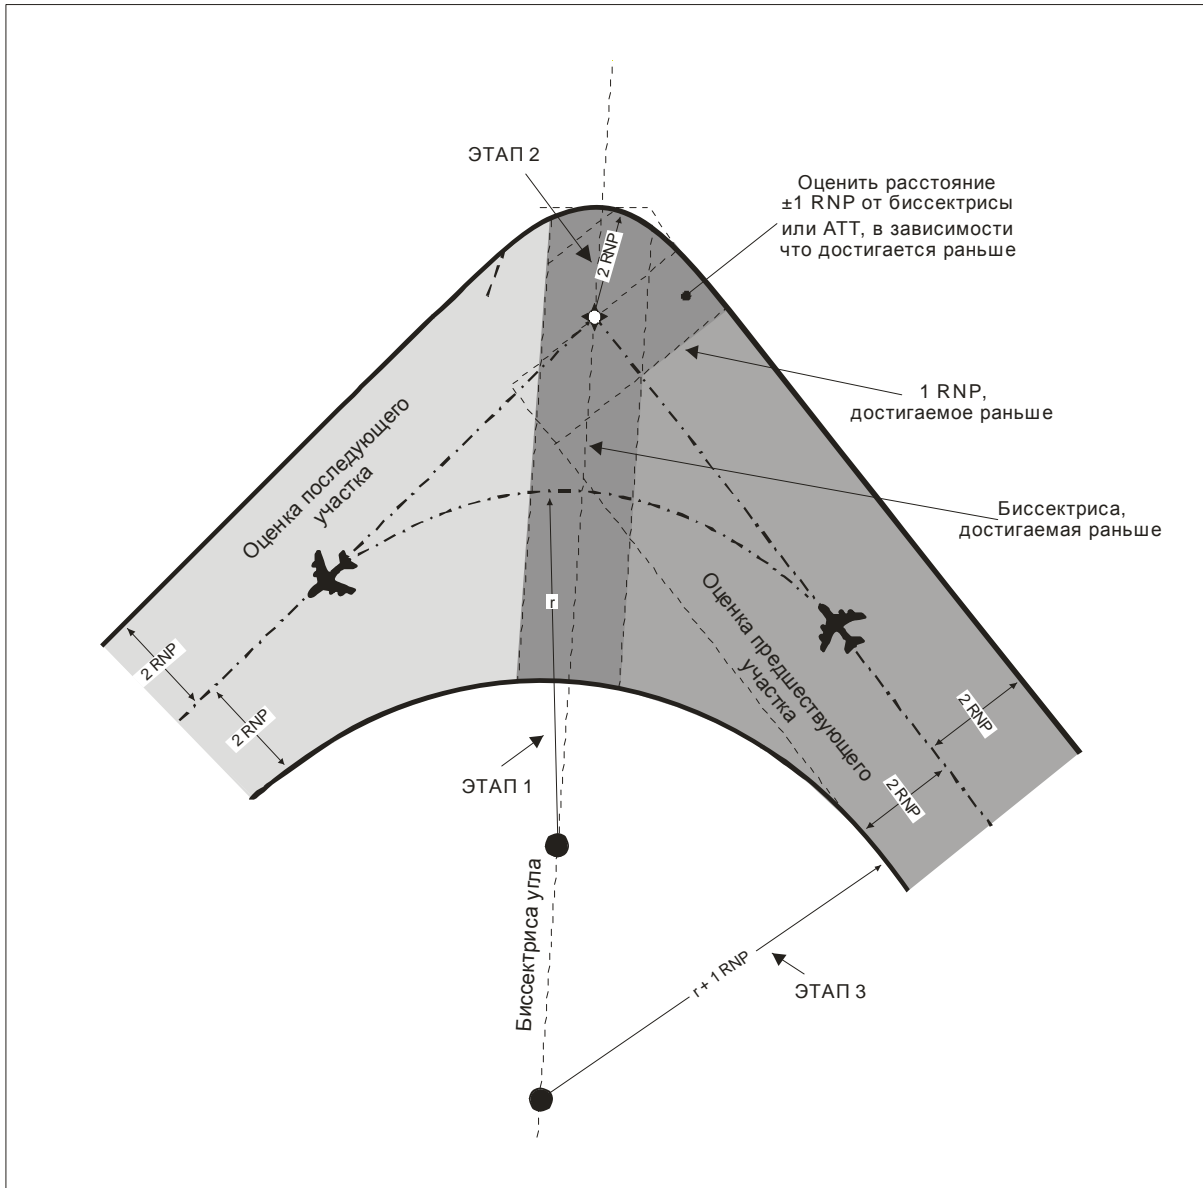 ЭТАП 2
Оценить расстояние
±1 RNP от биссектрисы
или АТТ, в зависимости
что достигается раньше
2 RNP
1 RNP,
достигаемое раньше
Оценка последующего
участка
Биссектриса,
достигаемая раньше
r
Оценка предшествующего
участка
2 RNP
2 RNP
2 RNP
2 RNP
ЭТАП 1
Биссектриса угла
r + 1 RNP
ЭТАП 3